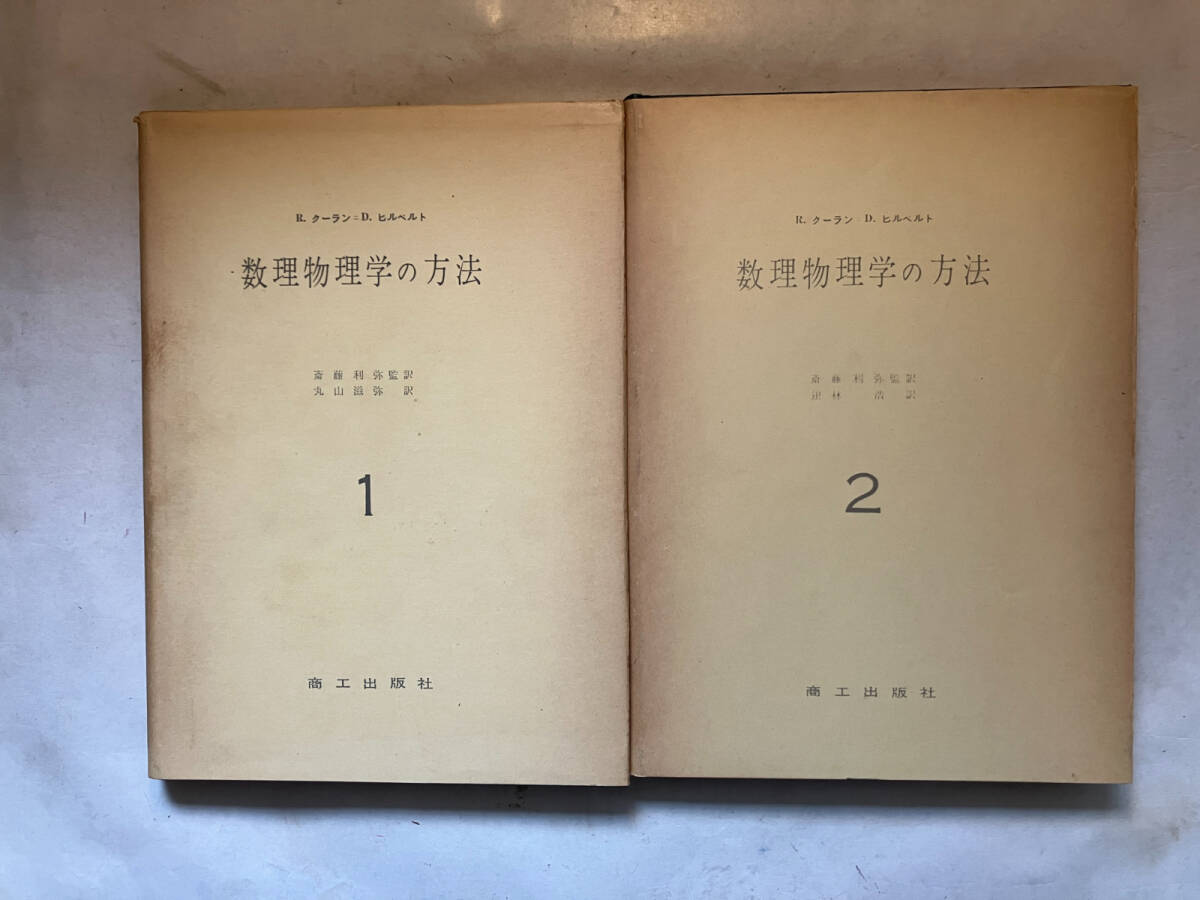 R. クーラン=D. ヒルベルト
数理物理学の方法
斎藤利弥監訳
丸山滋弥 訳
1
商工出版社
R. クーラン=D. ヒルベルト
数理物理学の方法
斎藤利弥監訳
浩 訳
2
商工出版社